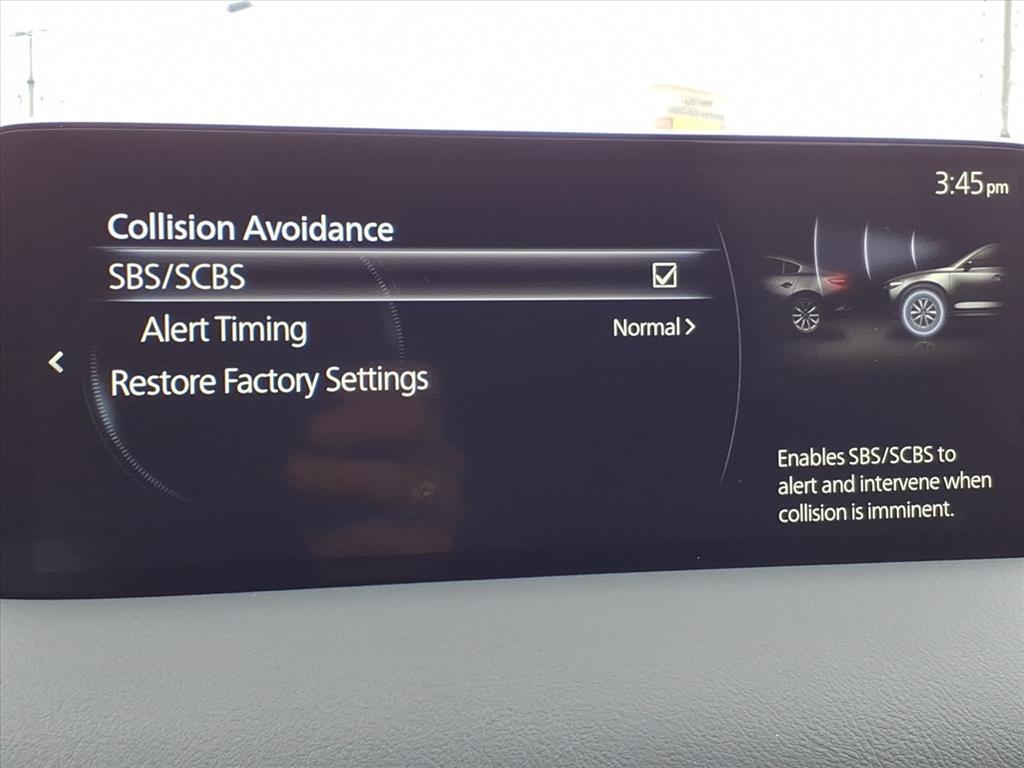 3:45pm
Collision Avoidance
SBS/SCBS
Alert Timing
Normal
Restore Factory Settings
Enables SBS/SCBS to
alert and intervene when
collision is imminent.